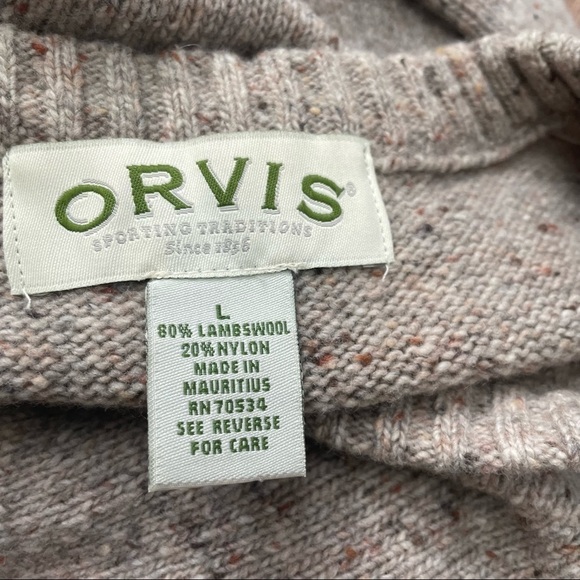 ORVIS®
SPORTING TRADITIONS
Since 1856
L
80% LAMBSWOOL
20% NYLON
MADE IN
MAURITIUS
RN 70534
SEE REVERSE
FOR CARE